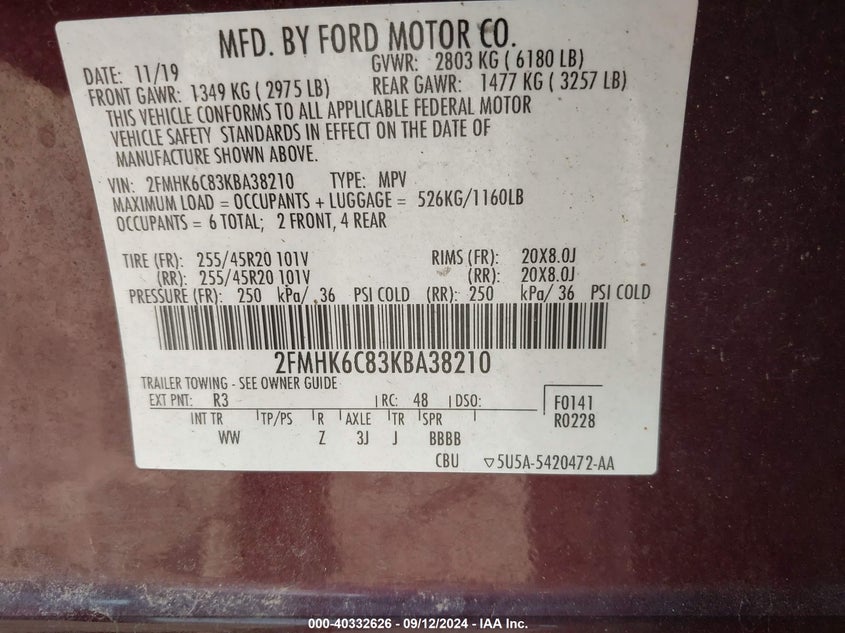 MFD. BY FORD MOTOR CO.
DATE: 11/19 GVWR: 2803 KG ( 6180 LB)
FRONT GAWR: 1349 KG ( 2975 LB) REAR GAWR: 1477 KG ( 3257 LB)
THIS VEHICLE CONFORMS TO ALL APPLICABLE FEDERAL MOTOR
VEHICLE SAFETY STANDARDS IN EFFECT ON THE DATE OF
MANUFACTURE SHOWN ABOVE.
VIN: 2FMHK6C83KBA38210 TYPE: MPV
MAXIMUM LOAD = OCCUPANTS + LUGGAGE = 526KG/1160LB
OCCUPANTS = 6 TOTAL; 2 FRONT, 4 REAR
TIRE (FR): 255/45R20 101V RIMS (FR): 20X8.0J
(RR): 255/45R20 101V (RR): 20X8.0J
PRESSURE (FR): 250 kPa/ 36 PSI COLD (RR): 250 kPa/ 36 PSI COLD
2FMHK6C83KBA38210
TRAILER TOWING - SEE OWNER GUIDE
EXT PNT: R3 RC: 48 DSO: F0141
INT TR TP/PS R AXLE TR SPR R0228
WW Z 3J J BBBB
CBU ▽5U5A-5420472-AA
000-40332626 - 09/12/2024 - IAA Inc.